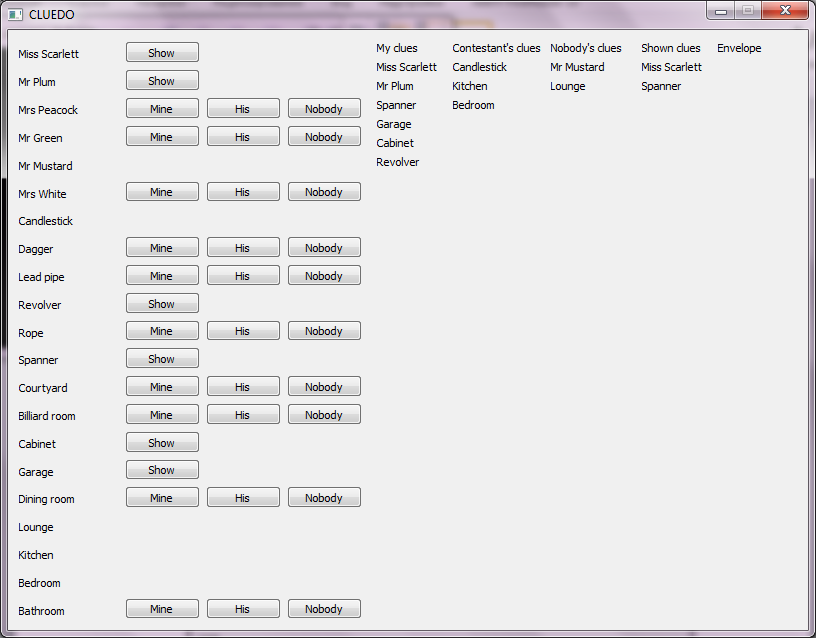 CLUEDO
My clues Contestant's clues Nobody's clues Shown clues Envelope
Miss Scarlett Show
Miss Scarlett Candlestick Mr Mustard Miss Scarlett
Mr Plum Show
Mr Plum Kitchen Lounge Spanner
Mrs Peacock Mine His Nobody
Spanner Bedroom
Garage
Mr Green Mine His Nobody
Cabinet
Mr Mustard
Revolver
Mrs White Mine His Nobody
Candlestick
Dagger Mine His Nobody
Lead pipe Mine His Nobody
Revolver Show
Rope Mine His Nobody
Spanner Show
Courtyard Mine His Nobody
Billiard room Mine His Nobody
Cabinet Show
Garage Show
Dining room Mine His Nobody
Lounge
Kitchen
Bedroom
Bathroom Mine His Nobody